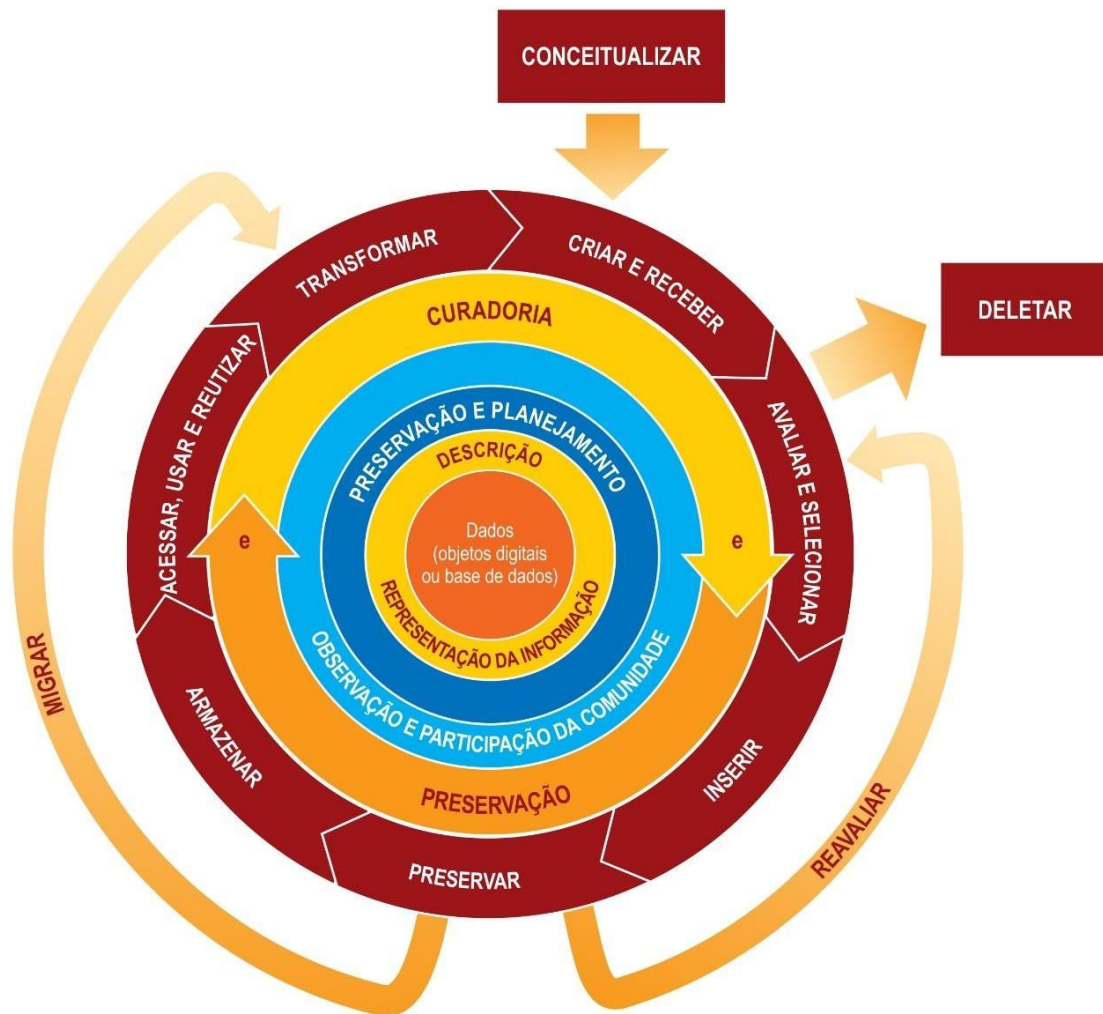 CONCEITUALIZAR
DELETAR
TRANSFORMAR
CRIAR E RECEBER
AVALIAR E SELECIONAR
INSERIR
PRESERVAR
ARMAZENAR
ACESSAR, USAR E REUTIZAR
MIGRAR
REAVALIAR
CURADORIA
e
PRESERVAÇÃO
e
PRESERVAÇÃO E PLANEJAMENTO
OBSERVAÇÃO E PARTICIPAÇÃO DA COMUNIDADE
DESCRIÇÃO
REPRESENTAÇÃO DA INFORMAÇÃO
Dados
(objetos digitais
ou base de dados)